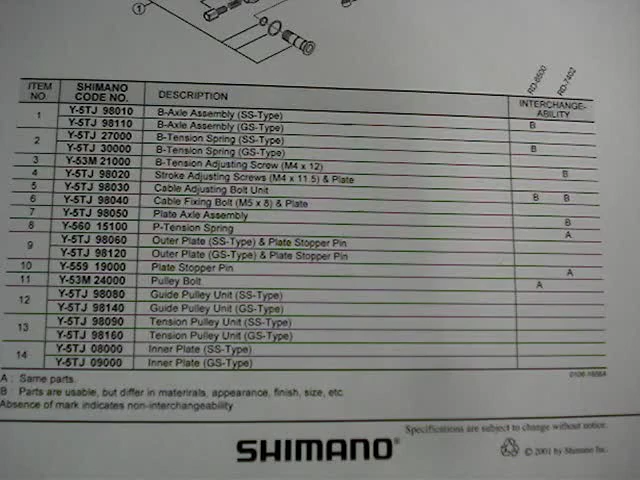 1
RD-6500
RD-7402
ITEM NO. SHIMANO CODE NO. DESCRIPTION INTERCHANGE-ABILITY
1 Y-5TJ 98010 B-Axle Assembly (SS-Type)
Y-5TJ 98110 B-Axle Assembly (GS-Type) B
2 Y-5TJ 27000 B-Tension Spring (SS-Type)
Y-5TJ 30000 B-Tension Spring (GS-Type) B
3 Y-53M 21000 B-Tension Adjusting Screw (M4 x 12)
4 Y-5TJ 98020 Stroke Adjusting Screws (M4 x 11.5) & Plate B
5 Y-5TJ 98030 Cable Adjusting Bolt Unit
6 Y-5TJ 98040 Cable Fixing Bolt (M5 x 8) & Plate B B
7 Y-5TJ 98050 Plate Axle Assembly
8 Y-560 15100 P-Tension Spring B
A
9 Y-5TJ 98060 Outer Plate (SS-Type) & Plate Stopper Pin
Y-5TJ 98120 Outer Plate (GS-Type) & Plate Stopper Pin
10 Y-559 19000 Plate Stopper Pin A
11 Y-53M 24000 Pulley Bolt A
12 Y-5TJ 98080 Guide Pulley Unit (SS-Type)
Y-5TJ 98140 Guide Pulley Unit (GS-Type)
13 Y-5TJ 98090 Tension Pulley Unit (SS-Type)
Y-5TJ 98160 Tension Pulley Unit (GS-Type)
14 Y-5TJ 08000 Inner Plate (SS-Type)
Y-5TJ 09000 Inner Plate (GS-Type)
A : Same parts.
B : Parts are usable, but differ in materirals, appearance, finish, size, etc.
Absence of mark indicates non-interchangeability
Specifications are subject to change without notice.
SHIMANO® © 2001 by Shimano Inc.